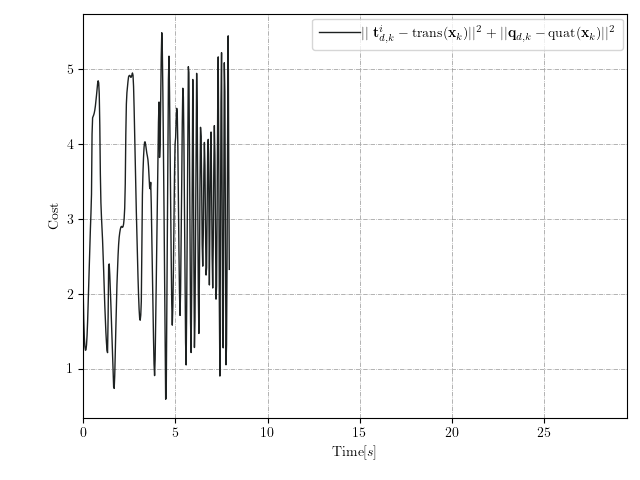 || t^i_{d,k} − trans(x_k)||^2 + ||q_{d,k} − quat(x_k)||^2
5
4
3
2
1
Cost
0 5 10 15 20 25
Time[s]